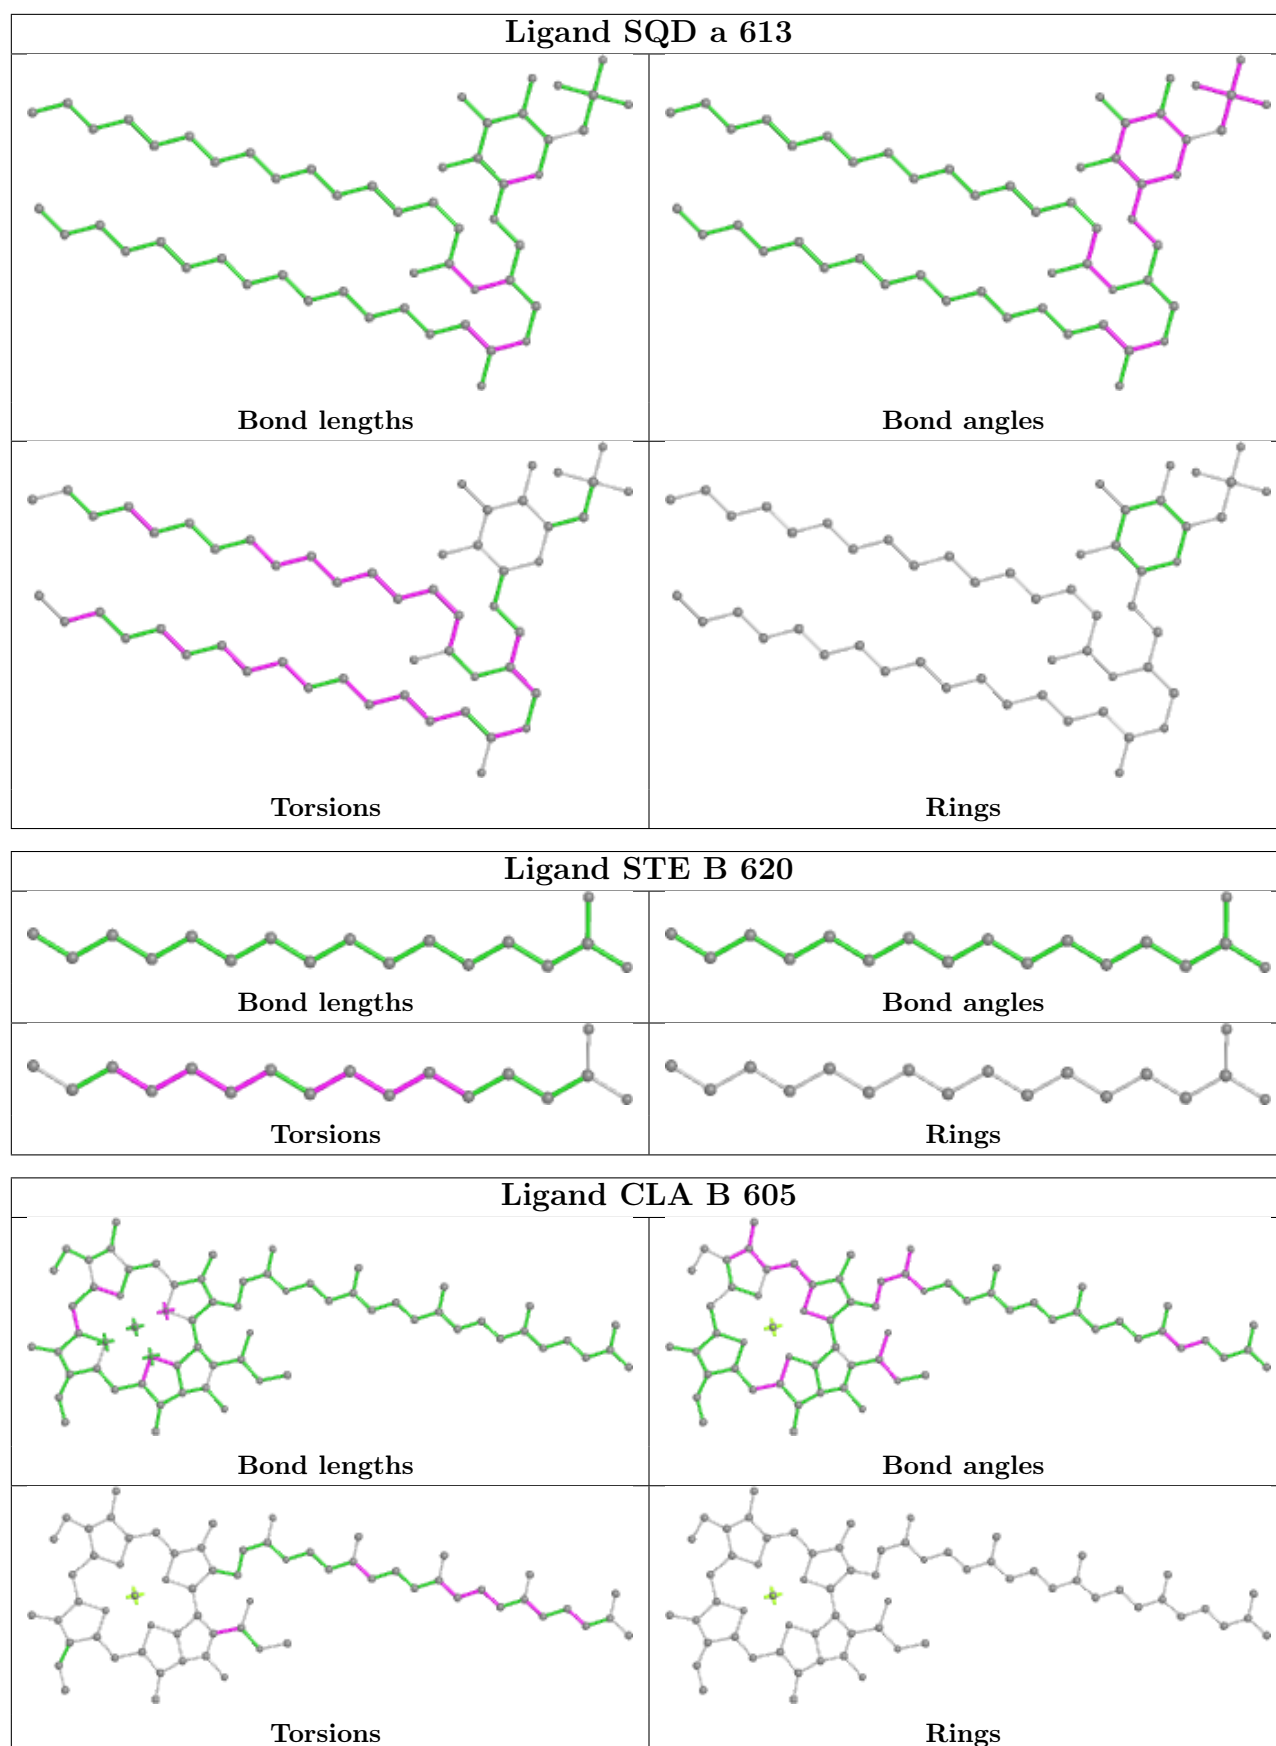 Ligand SQD a 613
Bond lengths
Bond angles
Torsions
Rings
Ligand STE B 620
Bond lengths
Bond angles
Torsions
Rings
Ligand CLA B 605
Bond lengths
Bond angles
Torsions
Rings